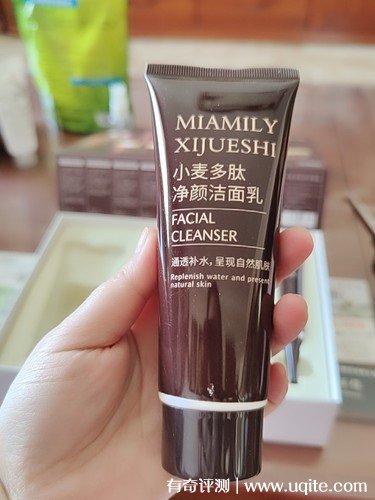 MIAMILY
XIJUESHI
小麦多肽
净颜洁面乳
FACIAL
CLEANSER
通透补水,呈现自然肌肤
Replenish water and present
natural skin
有奇评测 | www.uqite.com